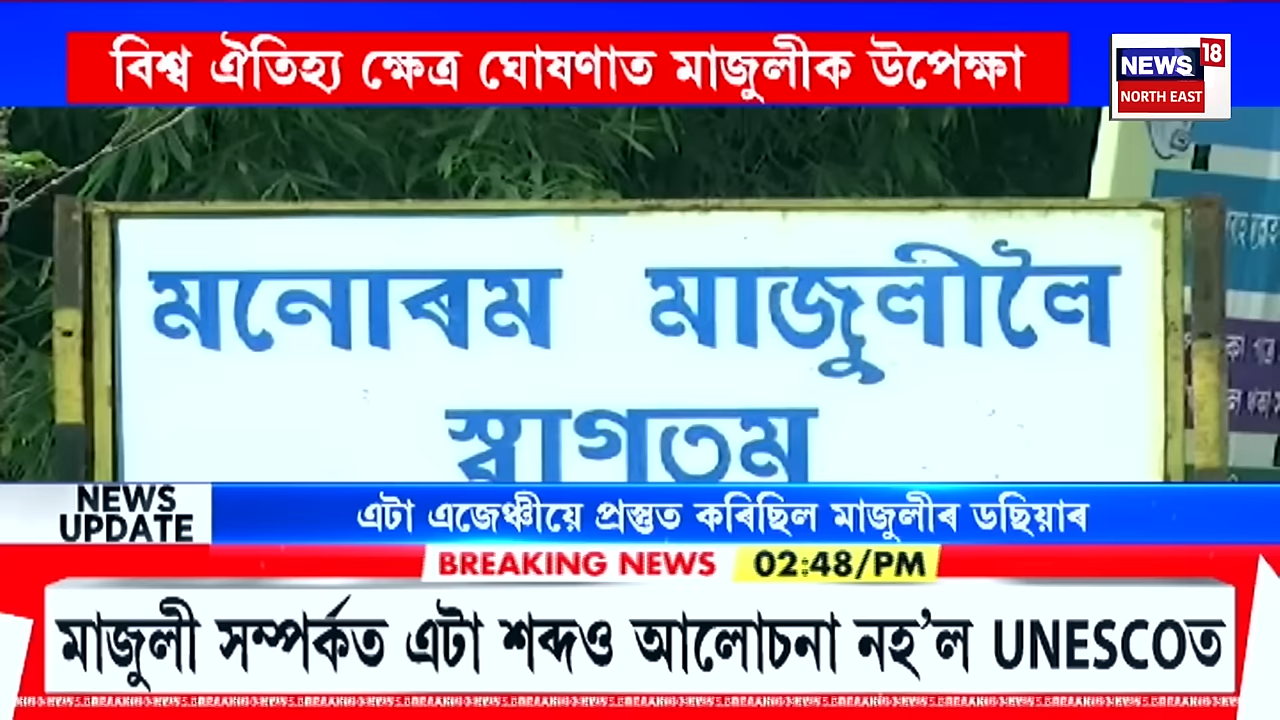 বিশ্ব ঐতিহ্য ক্ষেত্ৰ ঘোষণাত মাজুলীক উপেক্ষা
NEWS 18
NORTH EAST
মনোৰম মাজুলীলৈ
স্বাগতম
NEWS UPDATE
এটা এজেঞ্চীয়ে প্ৰস্তুত কৰিছিল মাজুলীৰ ডছিয়াৰ
BREAKING NEWS 02:48/PM
মাজুলী সম্পৰ্কত এটা শব্দও আলোচনা নহ'ল UNESCOত